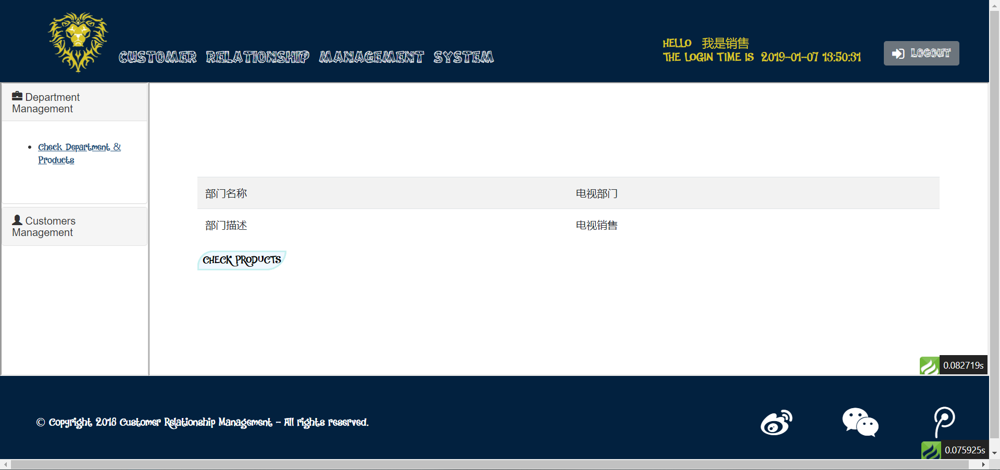 CUSTOMER RELATIONSHIP MANAGEMENT SYSTEM
HELLO 我是销售
THE LOGIN TIME IS 2019-01-07 13:50:31
LOGOUT
Department
Management
Check Department &
Products
Customers
Management
部门名称 电视部门
部门描述 电视销售
CHECK PRODUCTS
0.082719s
© Copyright 2018 Customer Relationship Management - All rights reserved.
0.075925s